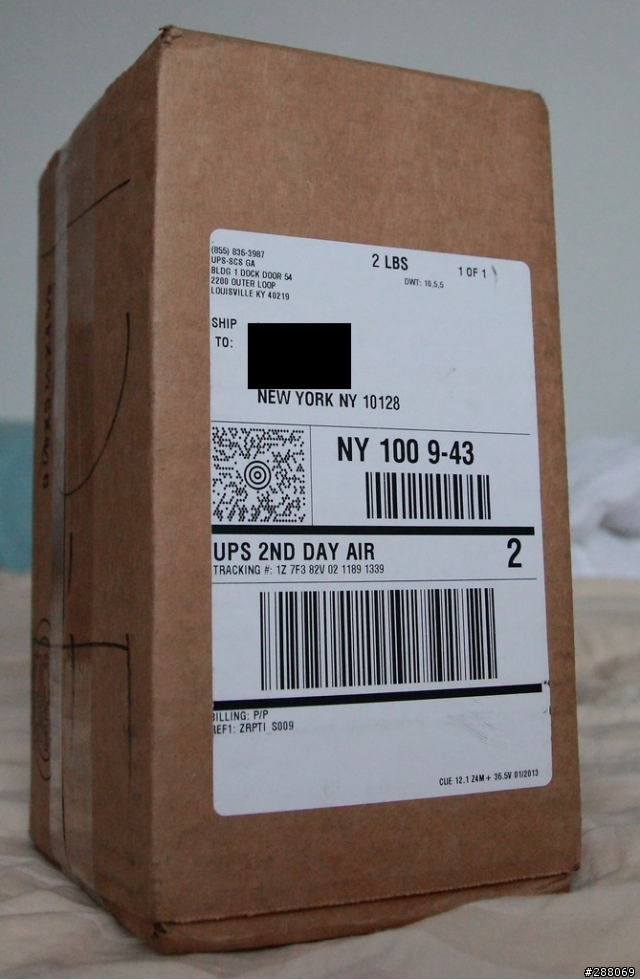 (855) 836-3987
UPS-SCS GA
BLDG 1 DOCK DOOR 54
2200 OUTER LOOP
LOUISVILLE KY 40219
2 LBS
1 OF 1
DWT: 10,5,5
SHIP
TO:
NEW YORK NY 10128
NY 100 9-43
UPS 2ND DAY AIR
2
TRACKING #: 1Z 7F3 82V 02 1189 1339
BILLING: P/P
REF1: ZRPTI_S009
CUE 12.1 Z4M + 36.5V 01/2013
#288069